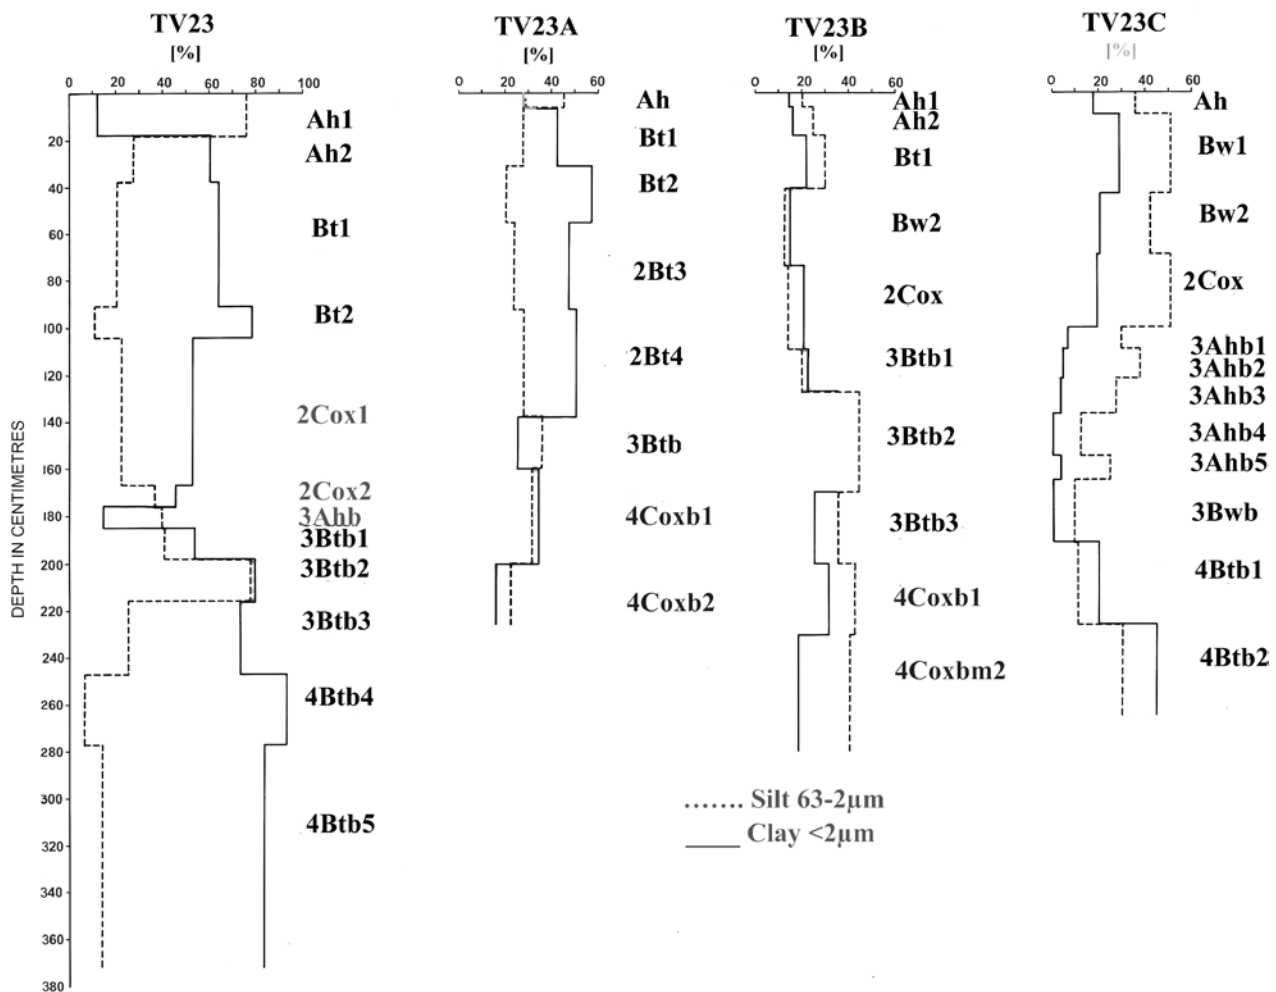 TV23
[%]
0 20 40 60 80 100
TV23A
[%]
0 20 40 60
TV23B
[%]
0 20 40 60
TV23C
[%]
0 20 40 60
DEPTH IN CENTIMETRES
20
40
60
80
100
120
140
160
180
200
220
240
260
280
300
320
340
360
380
Ah1
Ah2
Bt1
Bt2
2Cox1
2Cox2
3Ahb
3Btb1
3Btb2
3Btb3
4Btb4
4Btb5
Ah
Bt1
Bt2
2Bt3
2Bt4
3Btb
4Coxb1
4Coxb2
Ah1
Ah2
Bt1
Bw2
2Cox
3Btb1
3Btb2
3Btb3
4Coxb1
4Coxbm2
Ah
Bw1
Bw2
2Cox
3Ahb1
3Ahb2
3Ahb3
3Ahb4
3Ahb5
3Bwb
4Btb1
4Btb2
....... Silt 63-2µm
Clay <2µm